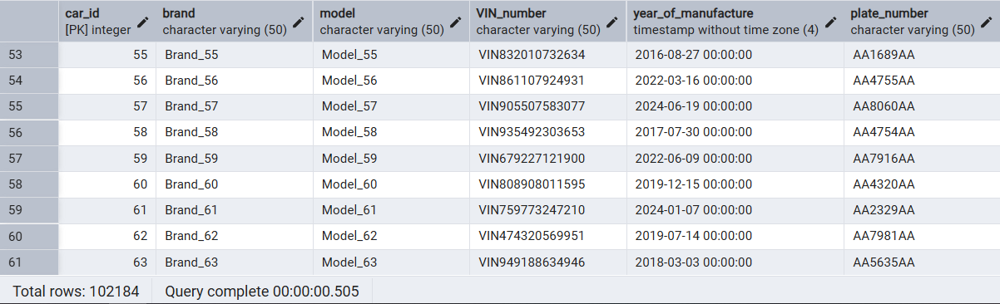 car_id brand model VIN_number year_of_manufacture plate_number
[PK] integer character varying (50) character varying (50) character varying (50) timestamp without time zone (4) character varying (50)
53 55 Brand_55 Model_55 VIN832010732634 2016-08-27 00:00:00 AA1689AA
54 56 Brand_56 Model_56 VIN861107924931 2022-03-16 00:00:00 AA4755AA
55 57 Brand_57 Model_57 VIN905507583077 2024-06-19 00:00:00 AA8060AA
56 58 Brand_58 Model_58 VIN935492303653 2017-07-30 00:00:00 AA4754AA
57 59 Brand_59 Model_59 VIN679227121900 2022-06-09 00:00:00 AA7916AA
58 60 Brand_60 Model_60 VIN808908011595 2019-12-15 00:00:00 AA4320AA
59 61 Brand_61 Model_61 VIN759773247210 2024-01-07 00:00:00 AA2329AA
60 62 Brand_62 Model_62 VIN474320569951 2019-07-14 00:00:00 AA7981AA
61 63 Brand_63 Model_63 VIN949188634946 2018-03-03 00:00:00 AA5635AA
Total rows: 102184 Query complete 00:00:00.505